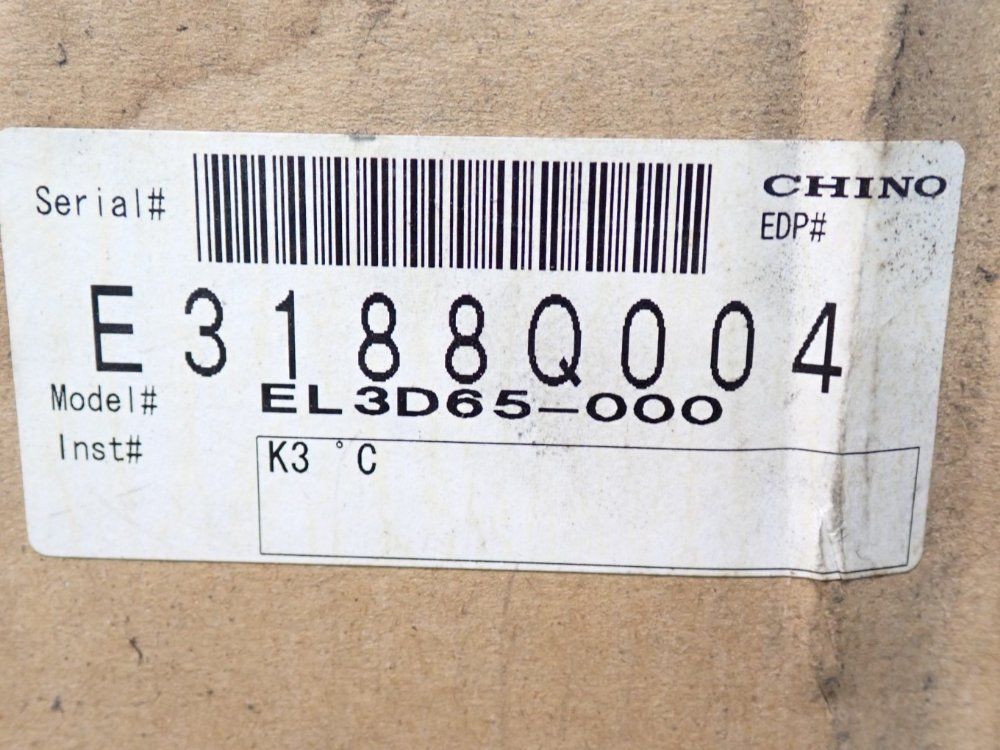 Serial#
CHINO
EDP#
E3188Q004
Model# EL3D65-000
Inst# K3 °C